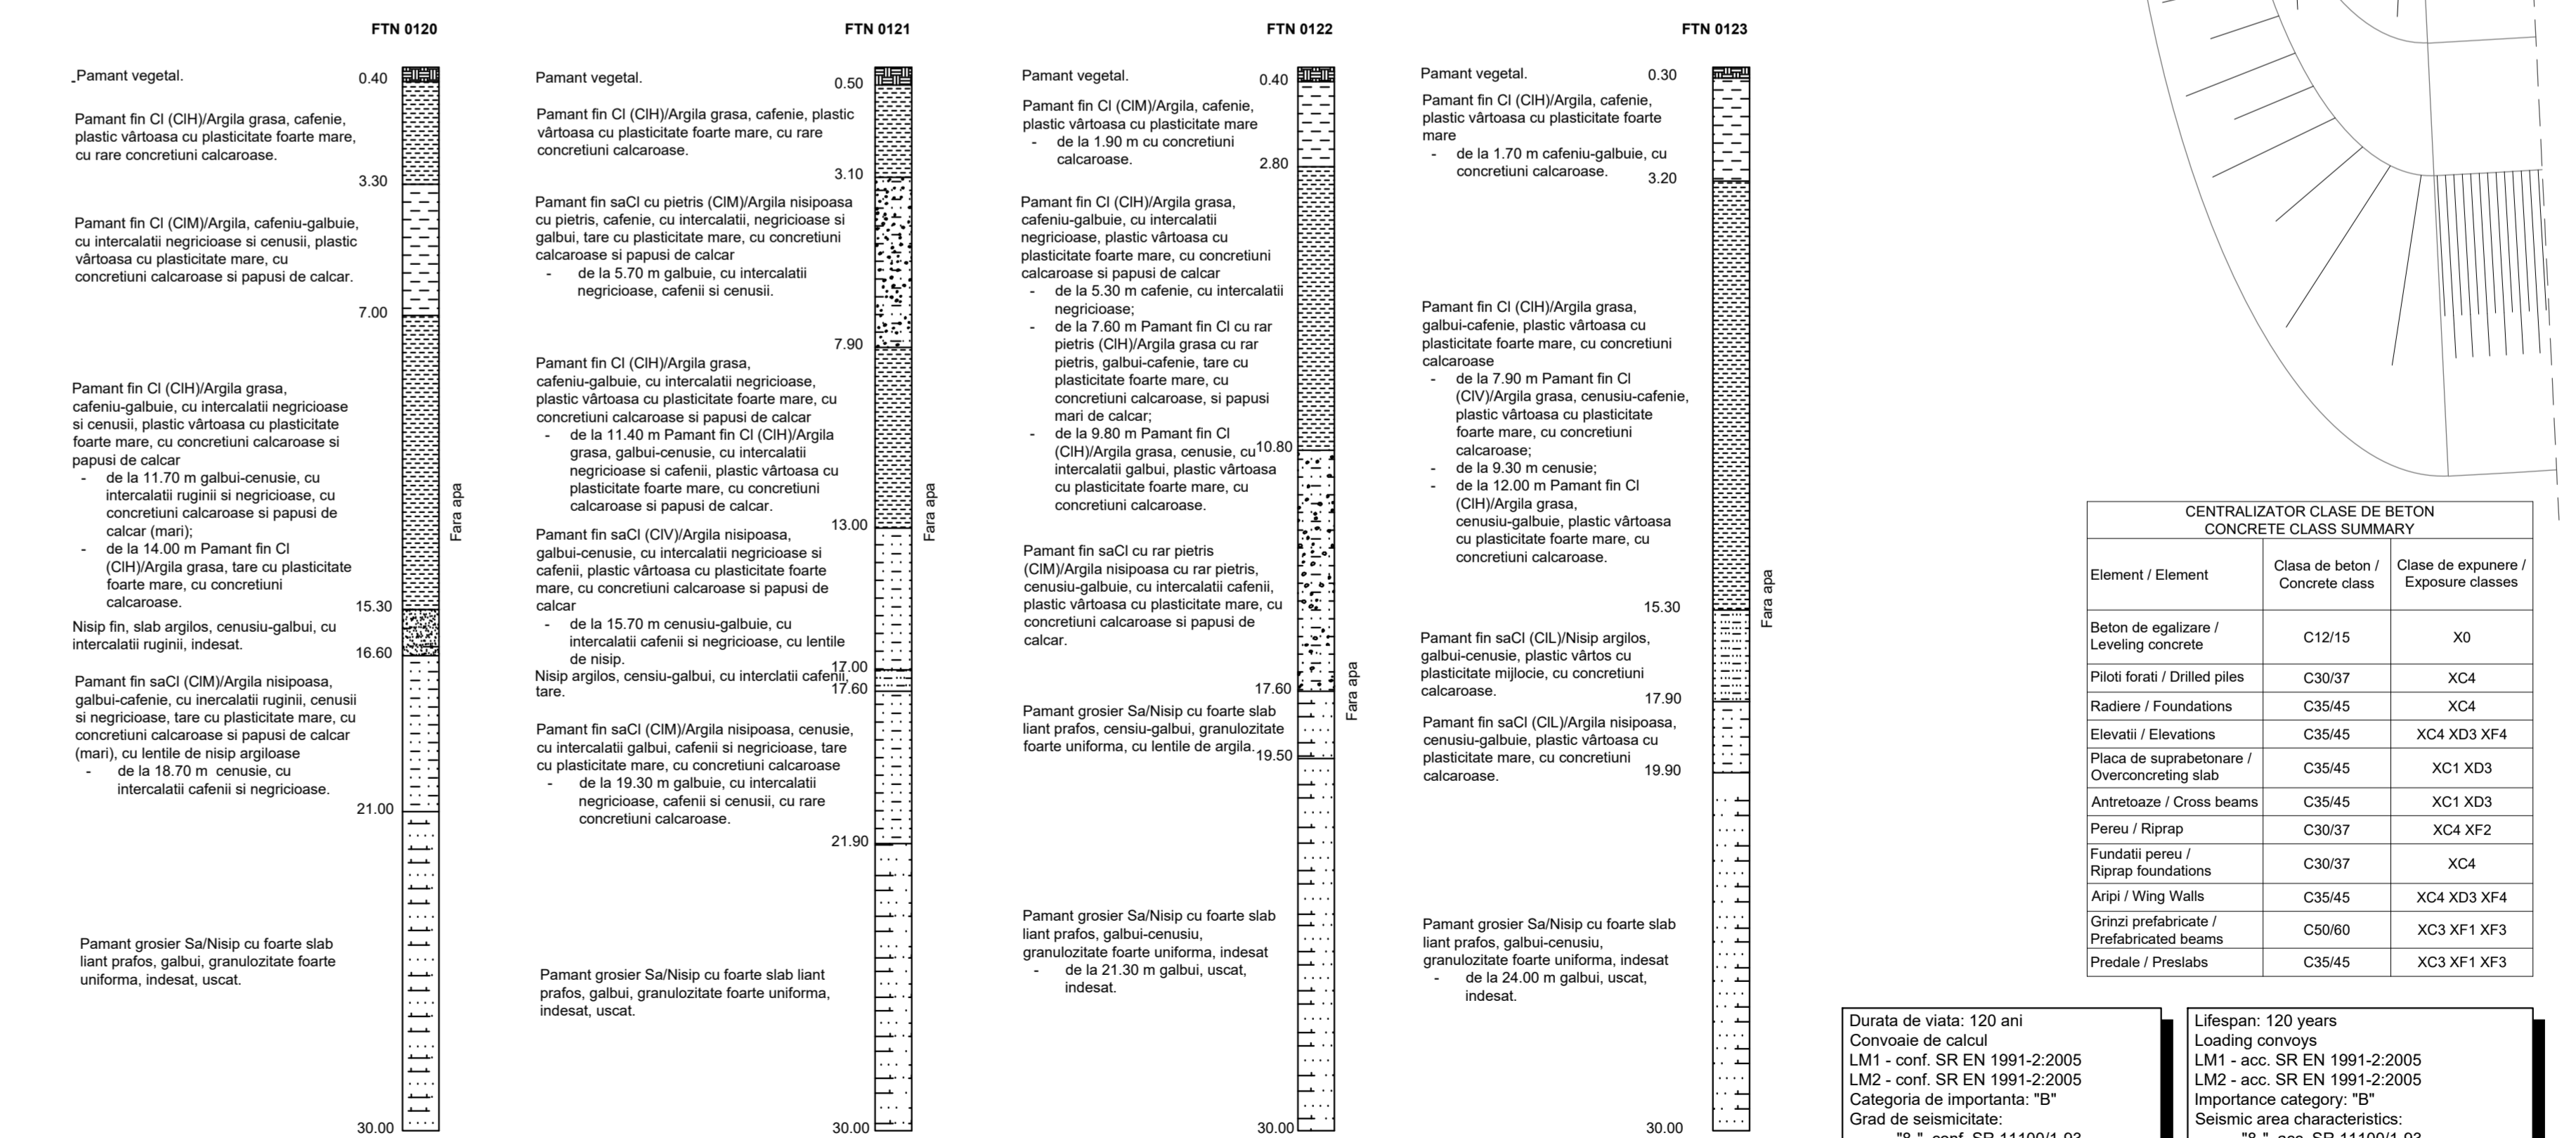 FTN 0120
Pamant vegetal.
0.40
Pamant fin Cl (ClH)/Argila grasa, cafenie,
plastic vârtoasa cu plasticitate foarte mare,
cu rare concretiuni calcaroase.
3.30
Pamant fin Cl (ClM)/Argila, cafeniu-galbuie,
cu intercalatii negricioase si cenusii, plastic
vârtoasa cu plasticitate mare, cu
concretiuni calcaroase si papusi de calcar.
7.00
Pamant fin Cl (ClH)/Argila grasa,
cafeniu-galbuie, cu intercalatii negricioase
si cenusii, plastic vârtoasa cu plasticitate
foarte mare, cu concretiuni calcaroase si
papusi de calcar
- de la 11.70 m galbui-cenusie, cu
intercalatii ruginii si negricioase, cu
concretiuni calcaroase si papusi de
calcar (mari);
- de la 14.00 m Pamant fin Cl
(ClH)/Argila grasa, tare cu plasticitate
foarte mare, cu concretiuni
calcaroase.
15.30
Nisip fin, slab argilos, cenusiu-galbui, cu
intercalatii ruginii, indesat.
16.60
Pamant fin saCl (ClM)/Argila nisipoasa,
galbui-cafenie, cu inercalatii ruginii, cenusii
si negricioase, tare cu plasticitate mare, cu
concretiuni calcaroase si papusi de calcar
(mari), cu lentile de nisip argiloase
- de la 18.70 m cenusie, cu
intercalatii cafenii si negricioase.
21.00
Pamant grosier Sa/Nisip cu foarte slab
liant prafos, galbui, granulozitate foarte
uniforma, indesat, uscat.
30.00
Fara apa
FTN 0121
Pamant vegetal.
0.50
Pamant fin Cl (ClH)/Argila grasa, cafenie, plastic
vârtoasa cu plasticitate foarte mare, cu rare
concretiuni calcaroase.
3.10
Pamant fin saCl cu pietris (ClM)/Argila nisipoasa
cu pietris, cafenie, cu intercalatii, negricioase si
galbui, tare cu plasticitate mare, cu concretiuni
calcaroase si papusi de calcar
- de la 5.70 m galbuie, cu intercalatii
negricioase, cafenii si cenusii.
7.90
Pamant fin Cl (ClH)/Argila grasa,
cafeniu-galbuie, cu intercalatii negricioase,
plastic vârtoasa cu plasticitate foarte mare, cu
concretiuni calcaroase si papusi de calcar
- de la 11.40 m Pamant fin Cl (ClH)/Argila
grasa, galbui-cenusie, cu intercalatii
negricioase si cafenii, plastic vârtoasa cu
plasticitate foarte mare, cu concretiuni
calcaroase si papusi de calcar.
13.00
Pamant fin saCl (ClV)/Argila nisipoasa,
galbui-cenusie, cu intercalatii negricioase si
cafenii, plastic vârtoasa cu plasticitate foarte
mare, cu concretiuni calcaroase si papusi de
calcar
- de la 15.70 m cenusiu-galbuie, cu
intercalatii cafenii si negricioase, cu lentile
de nisip.
17.00
Nisip argilos, censiu-galbui, cu interclatii cafenii,
tare.
17.60
Pamant fin saCl (ClM)/Argila nisipoasa, cenusie,
cu intercalatii galbui, cafenii si negricioase, tare
cu plasticitate mare, cu concretiuni calcaroase
- de la 19.30 m galbuie, cu intercalatii
negricioase, cafenii si cenusii, cu rare
concretiuni calcaroase.
21.90
Pamant grosier Sa/Nisip cu foarte slab liant
prafos, galbui, granulozitate foarte uniforma,
indesat, uscat.
30.00
Fara apa
FTN 0122
Pamant vegetal.
0.40
Pamant fin Cl (ClM)/Argila, cafenie,
plastic vârtoasa cu plasticitate mare
- de la 1.90 m cu concretiuni
calcaroase.
2.80
Pamant fin Cl (ClH)/Argila grasa,
cafeniu-galbuie, cu intercalatii
negricioase, plastic vârtoasa cu
plasticitate foarte mare, cu concretiuni
calcaroase si papusi de calcar
- de la 5.30 m cafenie, cu intercalatii
negricioase;
- de la 7.60 m Pamant fin Cl cu rar
pietris (ClH)/Argila grasa cu rar
pietris, galbui-cafenie, tare cu
plasticitate foarte mare, cu
concretiuni calcaroase, si papusi
mari de calcar;
- de la 9.80 m Pamant fin Cl
(ClH)/Argila grasa, cenusie, cu
intercalatii galbui, plastic vârtoasa
cu plasticitate foarte mare, cu
concretiuni calcaroase.
10.80
Pamant fin saCl cu rar pietris
(ClM)/Argila nisipoasa cu rar pietris,
cenusiu-galbuie, cu intercalatii cafenii,
plastic vârtoasa cu plasticitate mare, cu
concretiuni calcaroase si papusi de
calcar.
17.60
Pamant grosier Sa/Nisip cu foarte slab
liant prafos, censiu-galbui, granulozitate
foarte uniforma, cu lentile de argila.
19.50
Pamant grosier Sa/Nisip cu foarte slab
liant prafos, galbui-cenusiu,
granulozitate foarte uniforma, indesat
- de la 21.30 m galbui, uscat,
indesat.
30.00
Fara apa
FTN 0123
Pamant vegetal.
0.30
Pamant fin Cl (ClH)/Argila, cafenie,
plastic vârtoasa cu plasticitate foarte
mare
- de la 1.70 m cafeniu-galbuie, cu
concretiuni calcaroase.
3.20
Pamant fin Cl (ClH)/Argila grasa,
galbui-cafenie, plastic vârtoasa cu
plasticitate foarte mare, cu concretiuni
calcaroase
- de la 7.90 m Pamant fin Cl
(ClV)/Argila grasa, cenusiu-cafenie,
plastic vârtoasa cu plasticitate
foarte mare, cu concretiuni
calcaroase;
- de la 9.30 m cenusie;
- de la 12.00 m Pamant fin Cl
(ClH)/Argila grasa,
cenusiu-galbuie, plastic vârtoasa
cu plasticitate foarte mare, cu
concretiuni calcaroase.
15.30
Pamant fin saCl (ClL)/Nisip argilos,
galbui-cenusie, plastic vârtos cu
plasticitate mijlocie, cu concretiuni
calcaroase.
17.90
Pamant fin saCl (ClL)/Argila nisipoasa,
cenusiu-galbuie, plastic vârtoasa cu
plasticitate mare, cu concretiuni
calcaroase.
19.90
Pamant grosier Sa/Nisip cu foarte slab
liant prafos, galbui-cenusiu,
granulozitate foarte uniforma, indesat
- de la 24.00 m galbui, uscat,
indesat.
30.00
Fara apa
CENTRALIZATOR CLASE DE BETON
CONCRETE CLASS SUMMARY
Element / Element
Clasa de beton /
Concrete class
Clase de expunere /
Exposure classes
Beton de egalizare /
Leveling concrete
C12/15
X0
Piloti forati / Drilled piles
C30/37
XC4
Radiere / Foundations
C35/45
XC4
Elevatii / Elevations
C35/45
XC4 XD3 XF4
Placa de suprabetonare /
Overconcreting slab
C35/45
XC1 XD3
Antretoaze / Cross beams
C35/45
XC1 XD3
Pereu / Riprap
C30/37
XC4 XF2
Fundatii pereu /
Riprap foundations
C30/37
XC4
Aripi / Wing Walls
C35/45
XC4 XD3 XF4
Grinzi prefabricate /
Prefabricated beams
C50/60
XC3 XF1 XF3
Predale / Preslabs
C35/45
XC3 XF1 XF3
Durata de viata: 120 ani
Convoaie de calcul
LM1 - conf. SR EN 1991-2:2005
LM2 - conf. SR EN 1991-2:2005
Categoria de importanta: "B"
Grad de seismicitate:
Lifespan: 120 years
Loading convoys
LM1 - acc. SR EN 1991-2:2005
LM2 - acc. SR EN 1991-2:2005
Importance category: "B"
Seismic area characteristics: